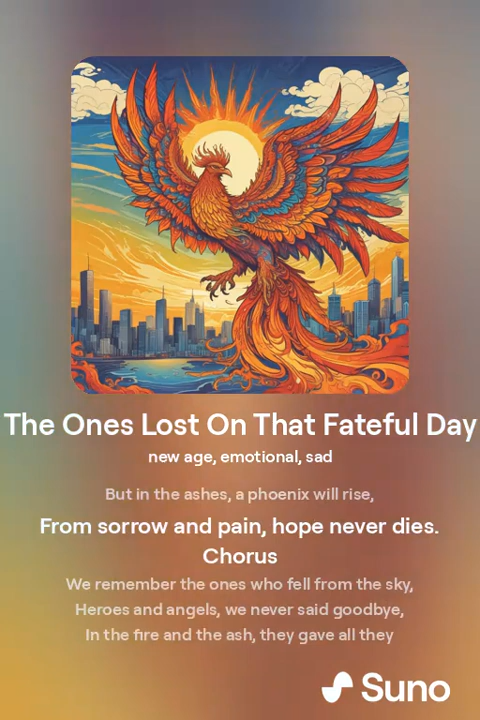 The Ones Lost On That Fateful Day
new age, emotional, sad
But in the ashes, a phoenix will rise,
From sorrow and pain, hope never dies.
Chorus
We remember the ones who fell from the sky,
Heroes and angels, we never said goodbye,
In the fire and the ash, they gave all they
Suno